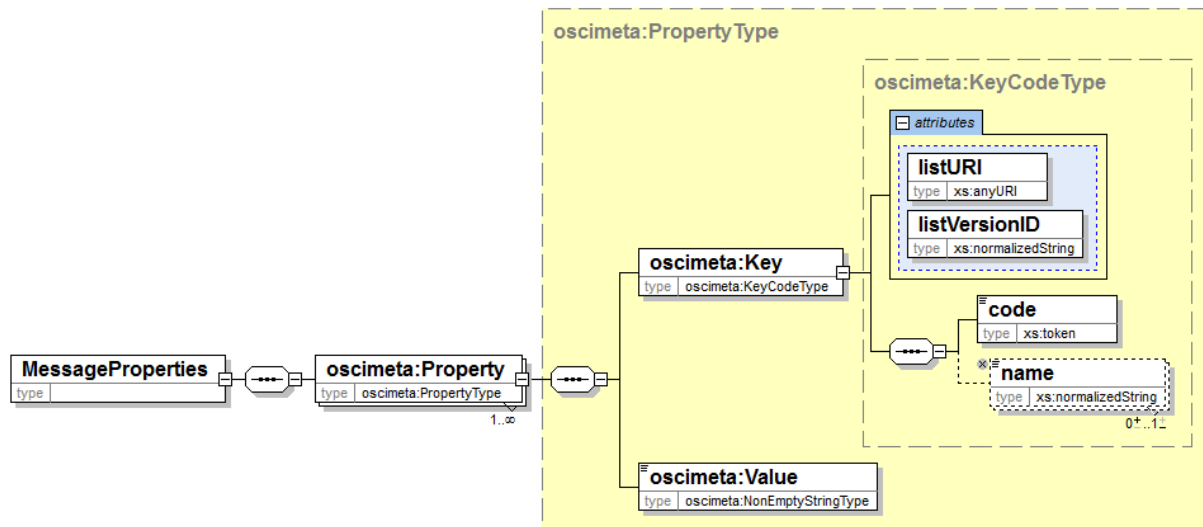 oscimeta:PropertyType
oscimeta:KeyCodeType
attributes
listURI
type xs:anyURI
listVersionID
type xs:normalizedString
oscimeta:Key
type oscimeta:KeyCodeType
code
type xs:token
MessageProperties
type
oscimeta:Property
type oscimeta:PropertyType
1..∞
name
type xs:normalizedString
0±..1±
oscimeta:Value
type oscimeta:NonEmptyStringType